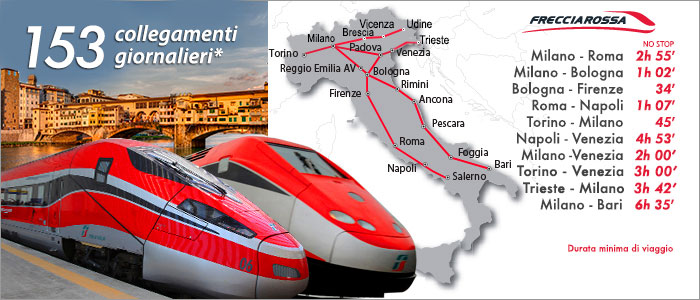 153 collegamenti
giornalieri*
Vicenza
Udine
Brescia
Milano
Trieste
Padova
Venezia
Torino
Reggio Emilia AV
Bologna
Rimini
Firenze
Ancona
Pescara
Roma
Foggia
Napoli
Bari
Salerno
FRECCIAROSSA
NO STOP
Milano - Roma 2h 55'
Milano - Bologna 1h 02'
Bologna - Firenze 34'
Roma - Napoli 1h 07'
Torino - Milano 45'
Napoli - Venezia 4h 53'
Milano -Venezia 2h 00'
Torino - Venezia 3h 00'
Trieste - Milano 3h 42'
Milano - Bari 6h 35'
Durata minima di viaggio